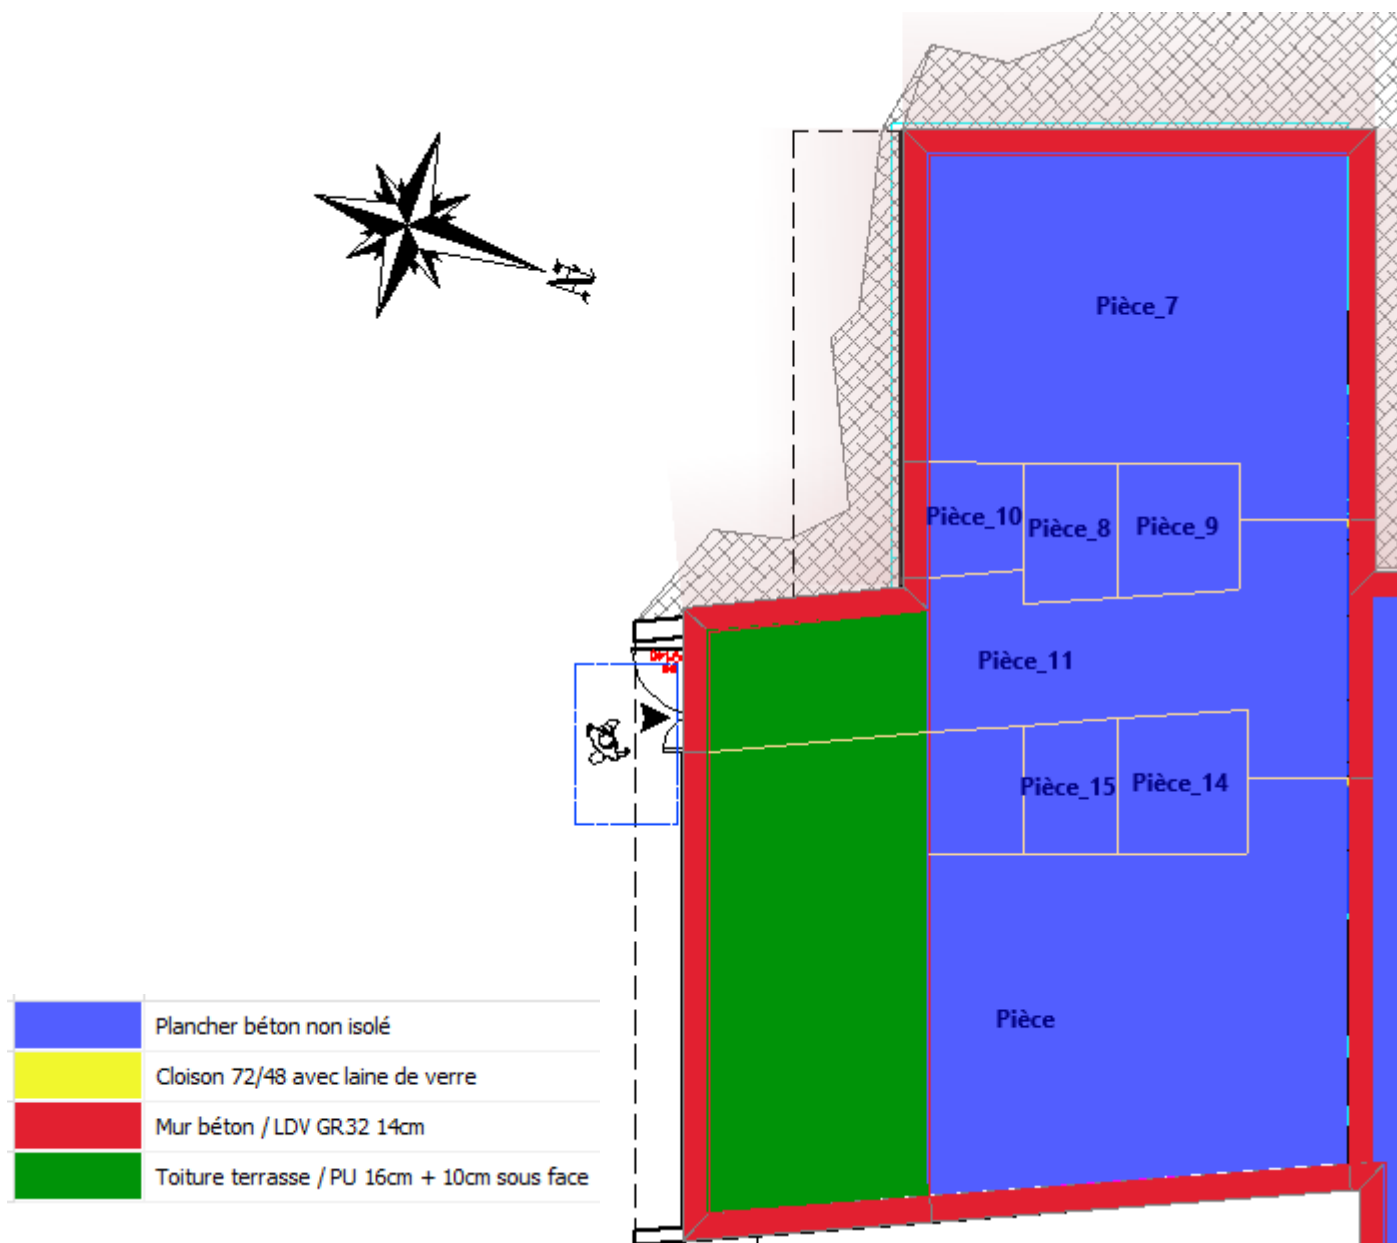 N
Pièce_7
Pièce_10
Pièce_8
Pièce_9
Pièce_11
Pièce_15
Pièce_14
Pièce
Plancher béton non isolé
Cloison 72/48 avec laine de verre
Mur béton / LDV GR32 14cm
Toiture terrasse / PU 16cm + 10cm sous face